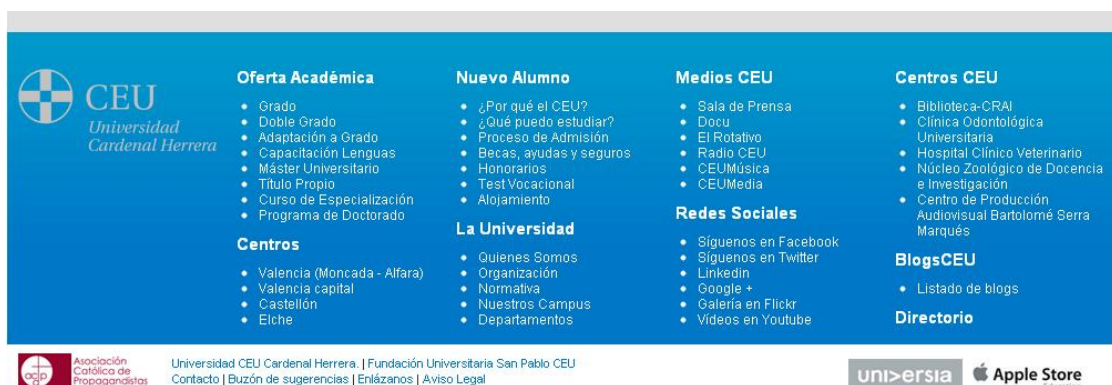 CEU
Universidad
Cardenal Herrera
Oferta Académica
Grado
Doble Grado
Adaptación a Grado
Capacitación Lenguas
Máster Universitario
Título Propio
Curso de Especialización
Programa de Doctorado
Centros
Valencia (Moncada - Alfara)
Valencia capital
Castellón
Elche
Nuevo Alumno
¿Por qué el CEU?
¿Qué puedo estudiar?
Proceso de Admisión
Becas, ayudas y seguros
Honorarios
Test Vocacional
Alojamiento
La Universidad
Quienes Somos
Organización
Normativa
Nuestros Campus
Departamentos
Medios CEU
Sala de Prensa
Docu
El Rotativo
Radio CEU
CEUMúsica
CEUMedia
Redes Sociales
Síguenos en Facebook
Síguenos en Twitter
Linkedin
Google +
Galería en Flickr
Vídeos en Youtube
Centros CEU
Biblioteca-CRAI
Clínica Odontológica
Universitaria
Hospital Clínico Veterinario
Núcleo Zoológico de Docencia
e Investigación
Centro de Producción
Audiovisual Bartolomé Serra
Marqués
BlogsCEU
Listado de blogs
Directorio
acdp
Asociación
Católica de
Propagandistas
Universidad CEU Cardenal Herrera. | Fundación Universitaria San Pablo CEU
Contacto | Buzón de sugerencias | Enlázanos | Aviso Legal
uni>ersia
Apple Store